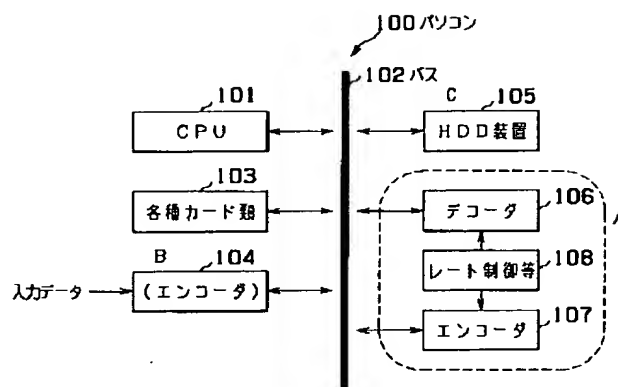 100 パソコン
102 バス
101
CPU
C 105
HDD装置
103
各種カード類
106
デコーダ
B 104
入力データ
(エンコーダ)
レート制御等
108
エンコーダ
107